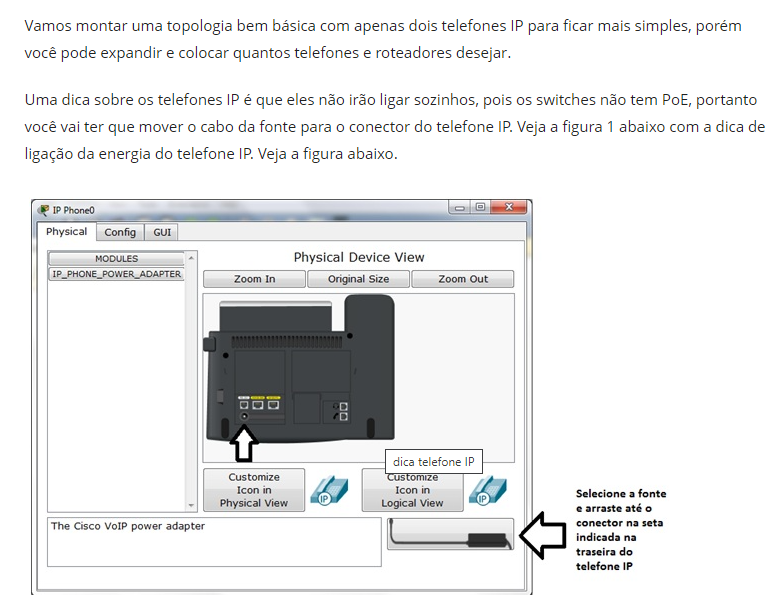 Vamos montar uma topologia bem básica com apenas dois telefones IP para ficar mais simples, porém
você pode expandir e colocar quantos telefones e roteadores desejar.
Uma dica sobre os telefones IP é que eles não irão ligar sozinhos, pois os switches não tem PoE, portanto
você vai ter que mover o cabo da fonte para o conector do telefone IP. Veja a figura 1 abaixo com a dica de
ligação da energia do telefone IP. Veja a figura abaixo.
IP Phone0
Physical Config GUI
MODULES
IP_PHONE_POWER_ADAPTER
Physical Device View
Zoom In Original Size Zoom Out
dica telefone IP
Customize
Icon in
Physical View
IP
Customize
Icon in
Logical View
IP
The Cisco VoIP power adapter
Selecione a fonte
e arraste até o
conector na seta
indicada na
traseira do
telefone IP